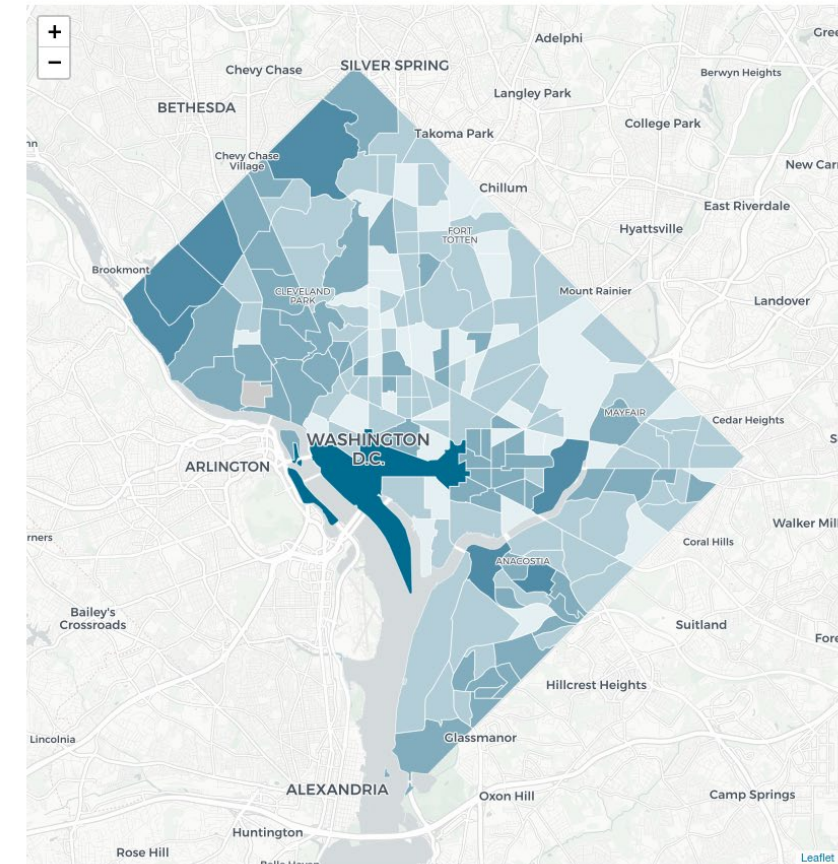 +
−
Adelphi
Chevy Chase
SILVER SPRING
Berwyn Heights
Langley Park
BETHESDA
College Park
Takoma Park
Chevy Chase
Village
Chillum
East Riverdale
Hyattsville
FORT
TOTTEN
Brookmont
CLEVELAND
PARK
Mount Rainier
Landover
MAYFAIR
Cedar Heights
WASHINGTON
D.C.
ARLINGTON
Coral Hills
ANACOSTIA
Bailey's
Crossroads
Suitland
Hillcrest Heights
Lincolnia
Glassmanor
ALEXANDRIA
Oxon Hill
Camp Springs
Huntington
Rose Hill
Leaflet